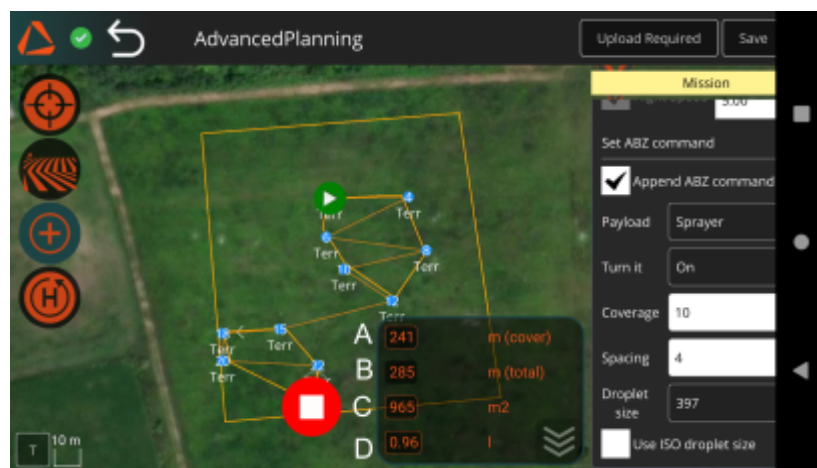 AdvancedPlanning
Upload Required
Save
Mission
5.00
Set ABZ command
Append ABZ command
Payload
Sprayer
Turn it
On
Coverage
10
Spacing
4
Droplet size
397
Use ISO droplet size
4
Terr
Terr
6
Terr
8
Terr
10
Terr
12
Terr
15
Terr
18
Terr
20
Terr
22
A 241 m (cover)
B 285 m (total)
C 965 m2
D 0.96 l
H
T
10 m